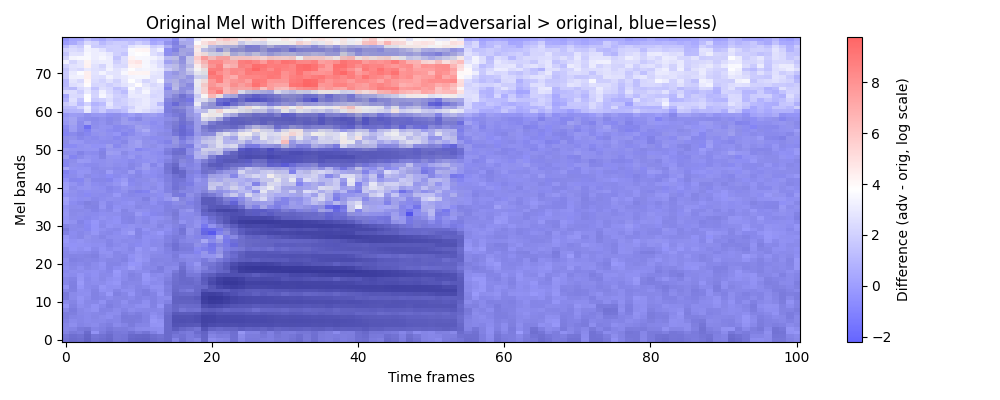 Original Mel with Differences (red=adversarial > original, blue=less)
70
60
50
40
30
20
10
0
Mel bands
0 20 40 60 80 100
Time frames
8
6
4
2
0
−2
Difference (adv - orig, log scale)